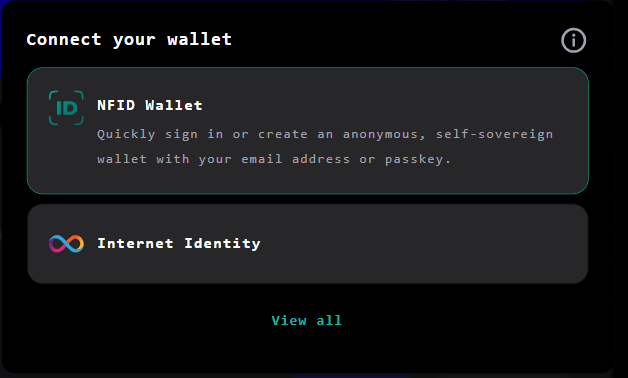 Connect your wallet
ID
NFID Wallet
Quickly sign in or create an anonymous, self-sovereign
wallet with your email address or passkey.
Internet Identity
View all